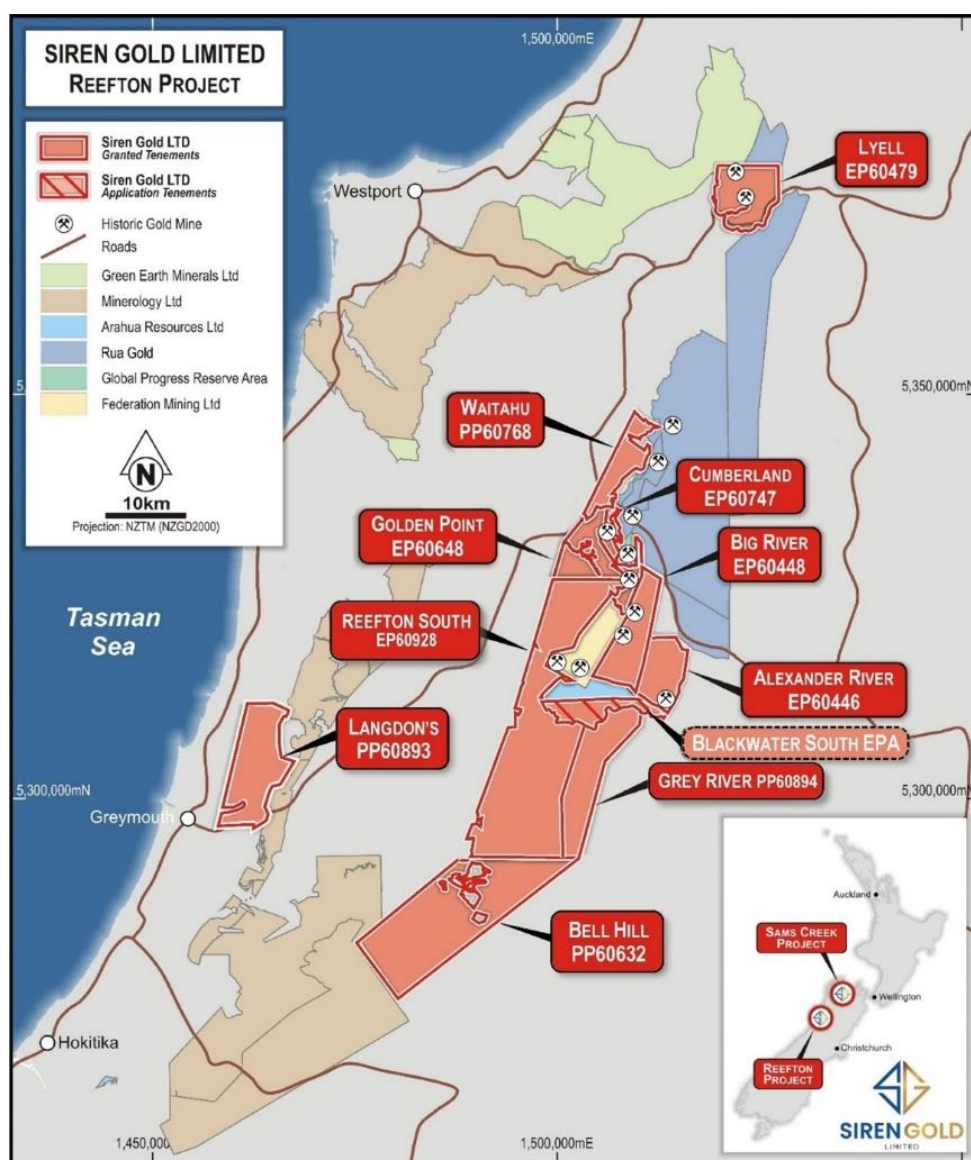 SIREN GOLD LIMITED
REEFTON PROJECT
Siren Gold LTD
Granted Tenements
Siren Gold LTD
Application Tenements
Historic Gold Mine
Roads
Green Earth Minerals Ltd
Minerology Ltd
Arahua Resources Ltd
Rua Gold
Global Progress Reserve Area
Federation Mining Ltd
N
10km
Projection: NZTM (NZGD2000)
1,500,000mE
Westport
LYELL
EP60479
5,350,000mN
WAITAHU
PP60768
CUMBERLAND
EP60747
GOLDEN POINT
EP60648
BIG RIVER
EP60448
Tasman
Sea
REEFTON SOUTH
EP60928
ALEXANDER RIVER
EP60446
LANGDON'S
PP60893
BLACKWATER SOUTH EPA
GREY RIVER PP60894
5,300,000mN
5,300,000mN
Greymouth
BELL HILL
PP60632
Hokitika
1,450,000mE
1,500,000mE
Auckland
SAMS CREEK
PROJECT
Wellington
Christchurch
REEFTON
PROJECT
SIREN GOLD
LIMITED